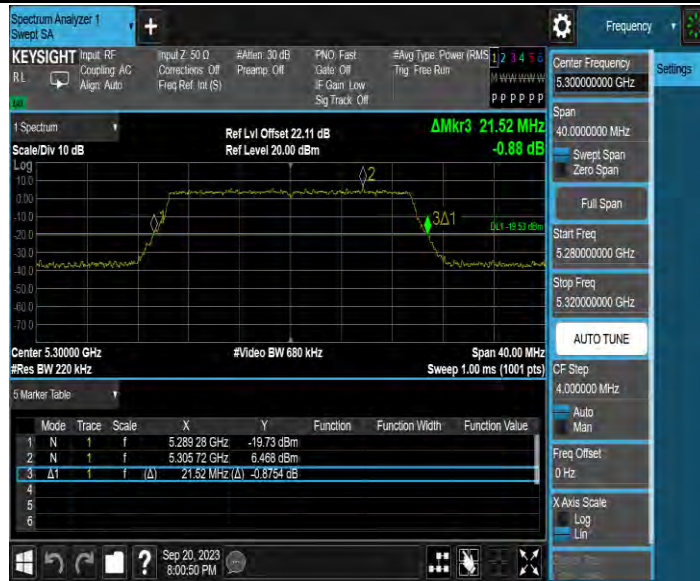 Spectrum Analyzer 1
Swept SA
+
Frequency
KEYSIGHT
RL
Input: RF
Coupling: AC
Align: Auto
Input Z: 50 Ω
Corrections: Off
Freq Ref: Int (S)
#Atten: 30 dB
Preamp: Off
PNO: Fast
Gate: Off
IF Gain: Low
Sig Track: Off
#Avg Type: Power (RMS
Trig: Free Run
1 2 3 4 5 6
M W W W W W
P P P P P P
Settings
Center Frequency
5.300000000 GHz
Span
40.0000000 MHz
Swept Span
Zero Span
Full Span
Start Freq
5.280000000 GHz
Stop Freq
5.320000000 GHz
AUTO TUNE
CF Step
4.000000 MHz
Auto
Man
Freq Offset
0 Hz
X Axis Scale
Log
Lin
1 Spectrum
Scale/Div 10 dB
Ref Lvl Offset 22.11 dB
Ref Level 20.00 dBm
ΔMkr3 21.52 MHz
-0.88 dB
Log
10.0
0.00
-10.0
-20.0
-30.0
-40.0
-50.0
-60.0
-70.0
1
2
3Δ1
DL1 -19.53 dBm
Center 5.30000 GHz
#Res BW 220 kHz
#Video BW 680 kHz
Span 40.00 MHz
Sweep 1.00 ms (1001 pts)
5 Marker Table
Mode Trace Scale X Y Function Function Width Function Value
1 N 1 f 5.289 28 GHz -19.73 dBm
2 N 1 f 5.305 72 GHz 6.468 dBm
3 Δ1 1 f (Δ) 21.52 MHz (Δ) -0.8754 dB
4
5
6
?
Sep 20, 2023
8:00:50 PM